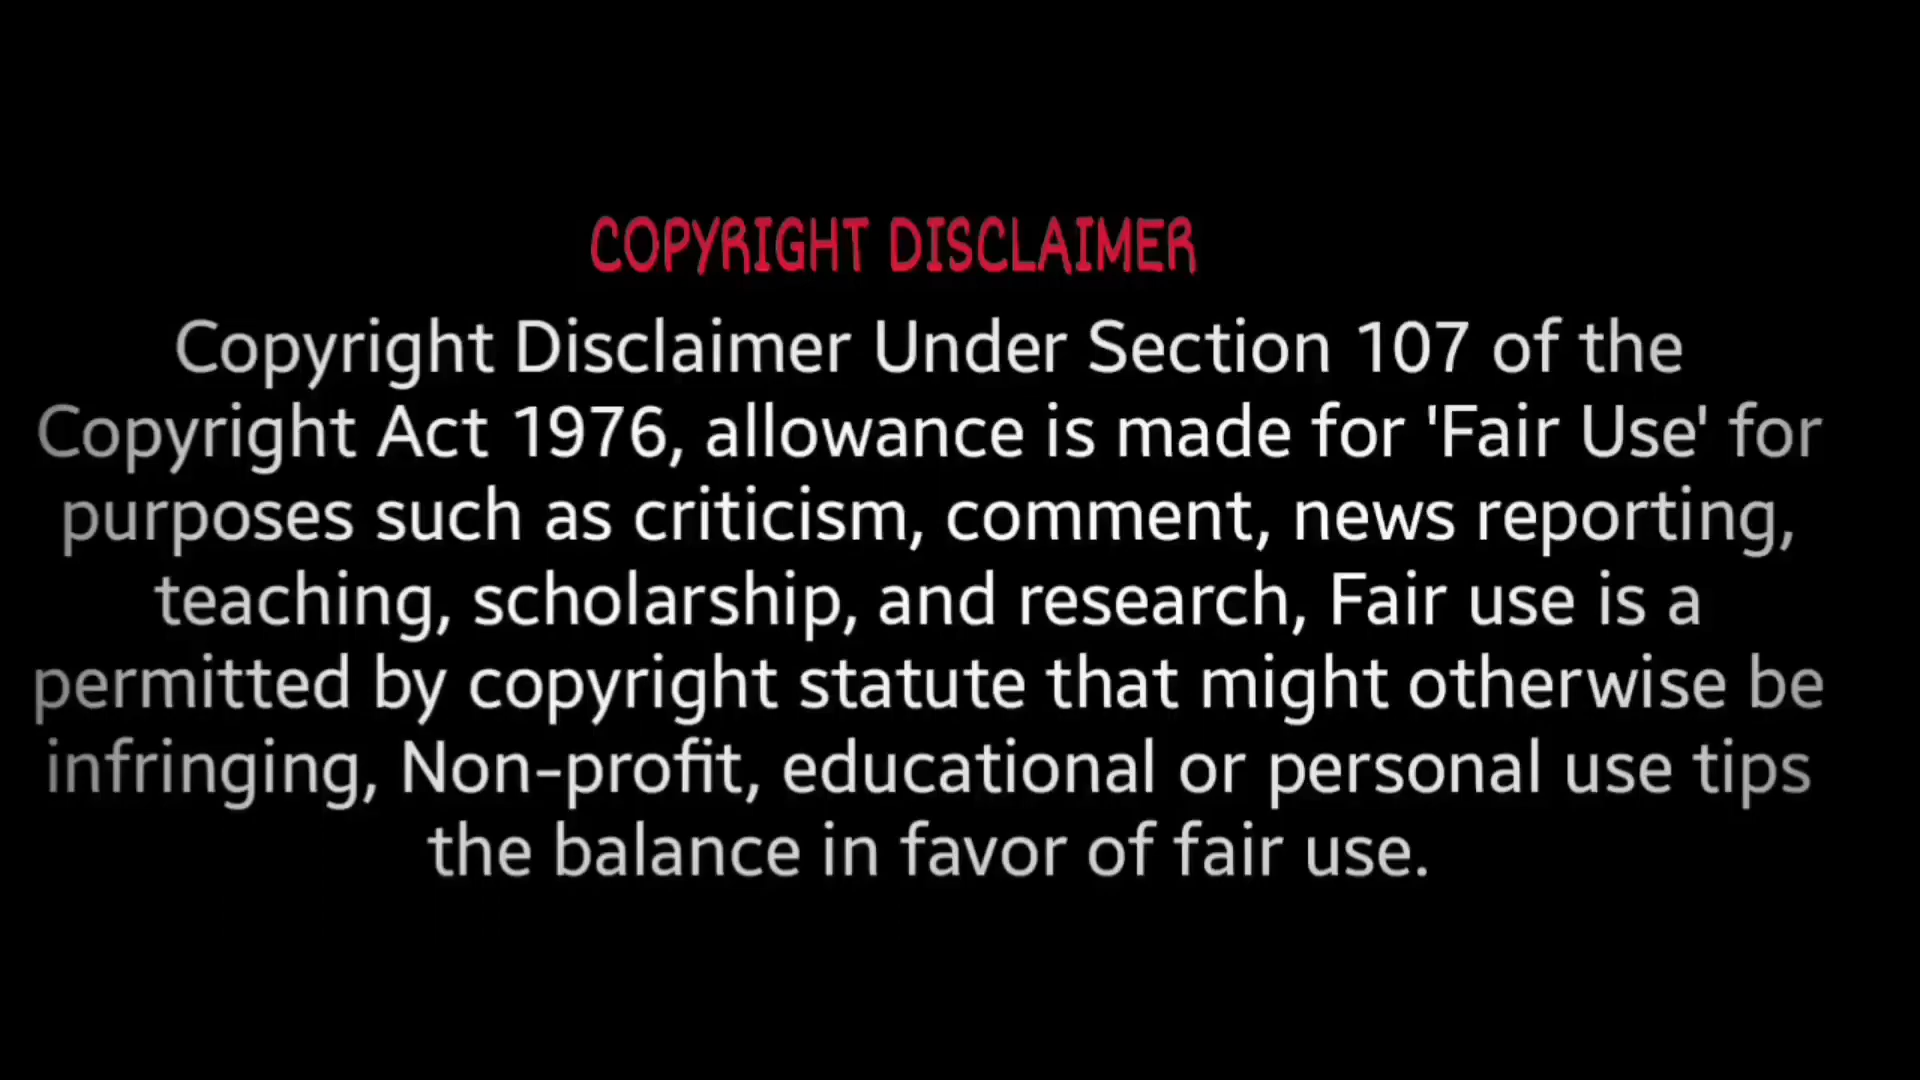 COPYRIGHT DISCLAIMER
Copyright Disclaimer Under Section 107 of the
Copyright Act 1976, allowance is made for 'Fair Use' for
purposes such as criticism, comment, news reporting,
teaching, scholarship, and research, Fair use is a
permitted by copyright statute that might otherwise be
infringing, Non-profit, educational or personal use tips
the balance in favor of fair use.